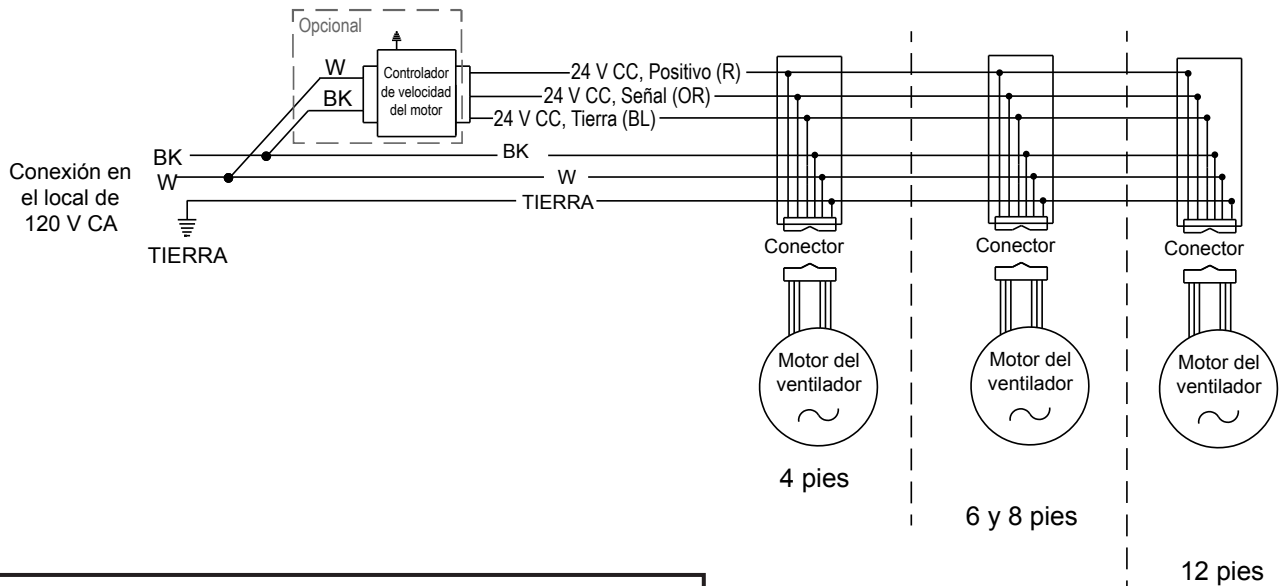 Opcional
W
BK
Controlador
de velocidad
del motor
24 V CC, Positivo (R)
24 V CC, Señal (OR)
24 V CC, Tierra (BL)
Conexión en
el local de
120 V CA
BK
W
TIERRA
BK
W
TIERRA
Conector
Conector
Conector
Motor del
ventilador
Motor del
ventilador
Motor del
ventilador
4 pies
6 y 8 pies
12 pies